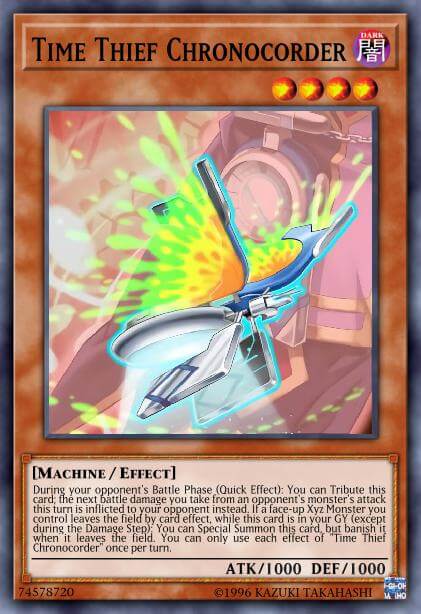 TIME THIEF CHRONOCORDER
DARK
闇
[MACHINE / EFFECT]
During your opponent's Battle Phase (Quick Effect): You can Tribute this
card; the next battle damage you take from an opponent's monster's attack
this turn is inflicted to your opponent instead. If a face-up Xyz Monster you
control leaves the field by card effect, while this card is in your GY (except
during the Damage Step): You can Special Summon this card, but banish it
when it leaves the field. You can only use each effect of "Time Thief
Chronocorder" once per turn.
ATK/1000 DEF/1000
74578720
©1996 KAZUKI TAKAHASHI